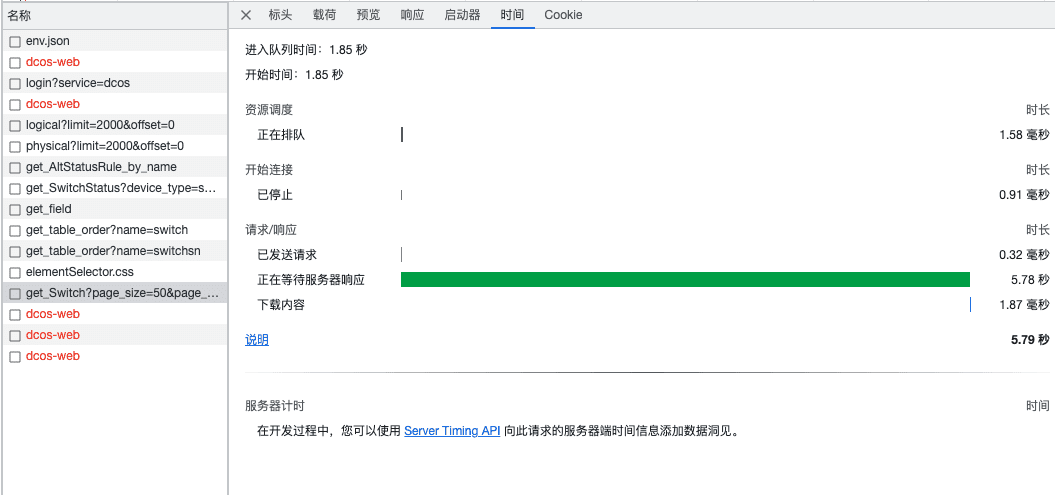 名称
env.json
dcos-web
login?service=dcos
dcos-web
logical?limit=2000&offset=0
physical?limit=2000&offset=0
get_AltStatusRule_by_name
get_SwitchStatus?device_type=s...
get_field
get_table_order?name=switch
get_table_order?name=switchsn
elementSelector.css
get_Switch?page_size=50&page_...
dcos-web
dcos-web
dcos-web
标头 载荷 预览 响应 启动器 时间 Cookie
进入队列时间：1.85 秒
开始时间：1.85 秒
资源调度 时长
正在排队 1.58 毫秒
开始连接 时长
已停止 0.91 毫秒
请求/响应 时长
已发送请求 0.32 毫秒
正在等待服务器响应 5.78 秒
下载内容 1.87 毫秒
说明 5.79 秒
服务器计时 时间
在开发过程中，您可以使用 Server Timing API 向此请求的服务器端时间信息添加数据洞见。